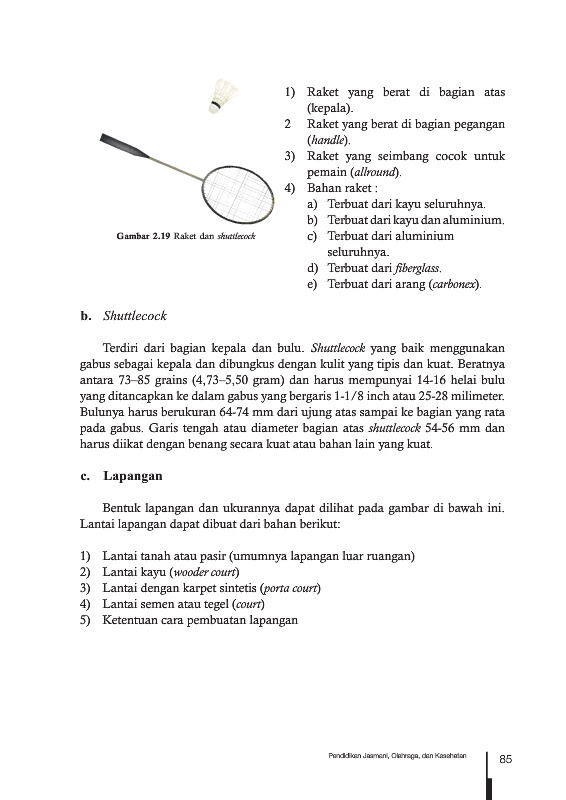 1) Raket yang berat di bagian atas
(kepala).
2 Raket yang berat di bagian pegangan
(handle).
3) Raket yang seimbang cocok untuk
pemain (allround).
4) Bahan raket :
a) Terbuat dari kayu seluruhnya.
b) Terbuat dari kayu dan aluminium.
c) Terbuat dari aluminium
seluruhnya.
d) Terbuat dari fiberglass.
e) Terbuat dari arang (carbonex).
Gambar 2.19 Raket dan shuttlecock
b. Shuttlecock
Terdiri dari bagian kepala dan bulu. Shuttlecock yang baik menggunakan
gabus sebagai kepala dan dibungkus dengan kulit yang tipis dan kuat. Beratnya
antara 73–85 grains (4,73–5,50 gram) dan harus mempunyai 14-16 helai bulu
yang ditancapkan ke dalam gabus yang bergaris 1-1/8 inch atau 25-28 milimeter.
Bulunya harus berukuran 64-74 mm dari ujung atas sampai ke bagian yang rata
pada gabus. Garis tengah atau diameter bagian atas shuttlecock 54-56 mm dan
harus diikat dengan benang secara kuat atau bahan lain yang kuat.
c. Lapangan
Bentuk lapangan dan ukurannya dapat dilihat pada gambar di bawah ini.
Lantai lapangan dapat dibuat dari bahan berikut:
1) Lantai tanah atau pasir (umumnya lapangan luar ruangan)
2) Lantai kayu (wooder court)
3) Lantai dengan karpet sintetis (porta court)
4) Lantai semen atau tegel (court)
5) Ketentuan cara pembuatan lapangan
Pendidikan Jasmani, Olahraga, dan Kesehatan 85